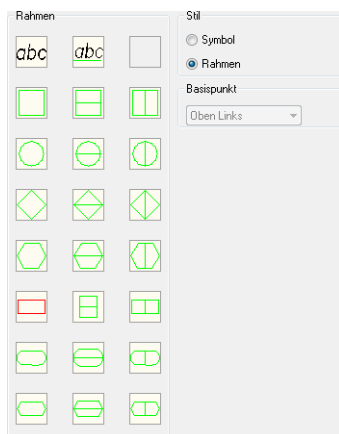 Rahmen
abc abc
Stil
Symbol
Rahmen
Basispunkt
Oben Links